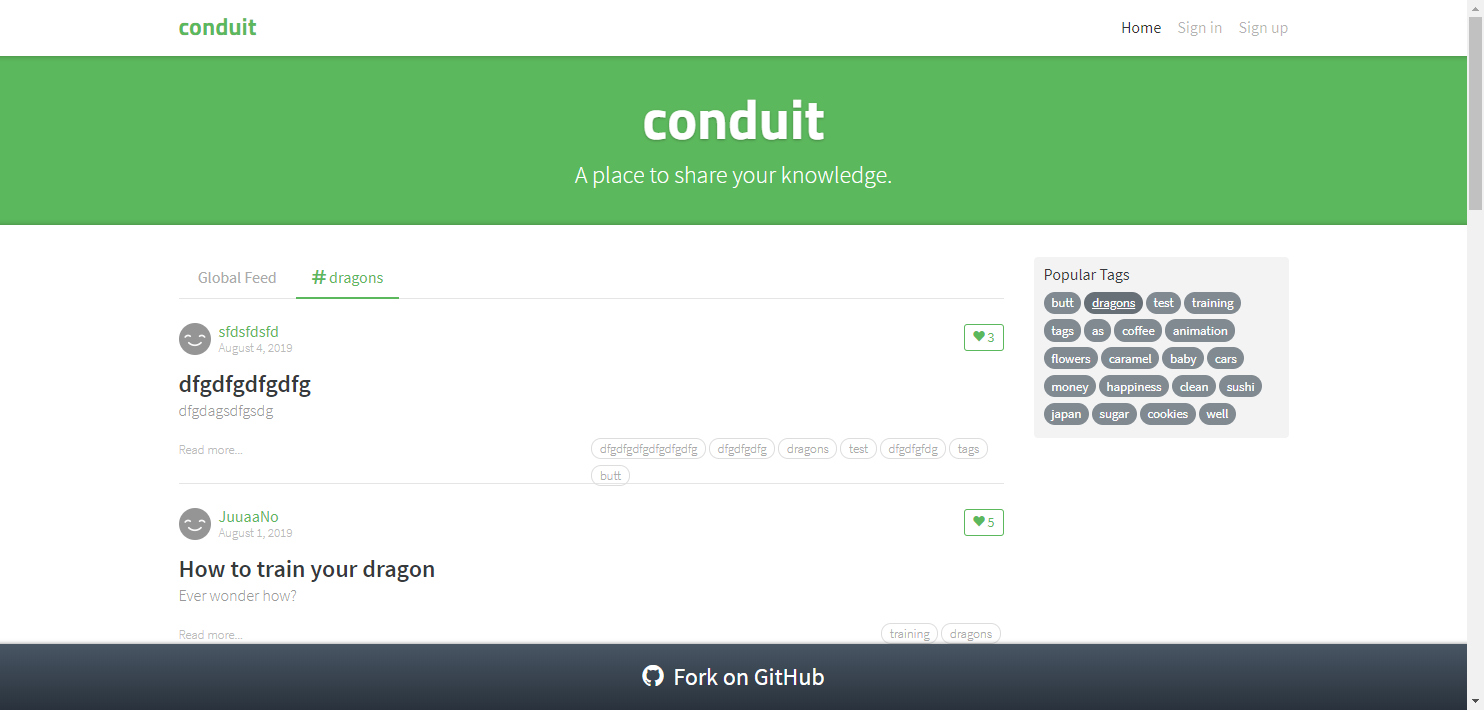 conduit
Home Sign in Sign up
conduit
A place to share your knowledge.
Global Feed #dragons
sfdsfdsfd
August 4, 2019
3
dfgdfgdfgdfg
dfgdagsdfgsdg
Read more...
dfgdfgdfgdfgdfgdfg dfgdfgdfg dragons test dfgdfgfdg tags
butt
JuuaaNo
August 1, 2019
5
How to train your dragon
Ever wonder how?
Read more...
training dragons
Popular Tags
butt dragons test training
tags as coffee animation
flowers caramel baby cars
money happiness clean sushi
japan sugar cookies well
Fork on GitHub